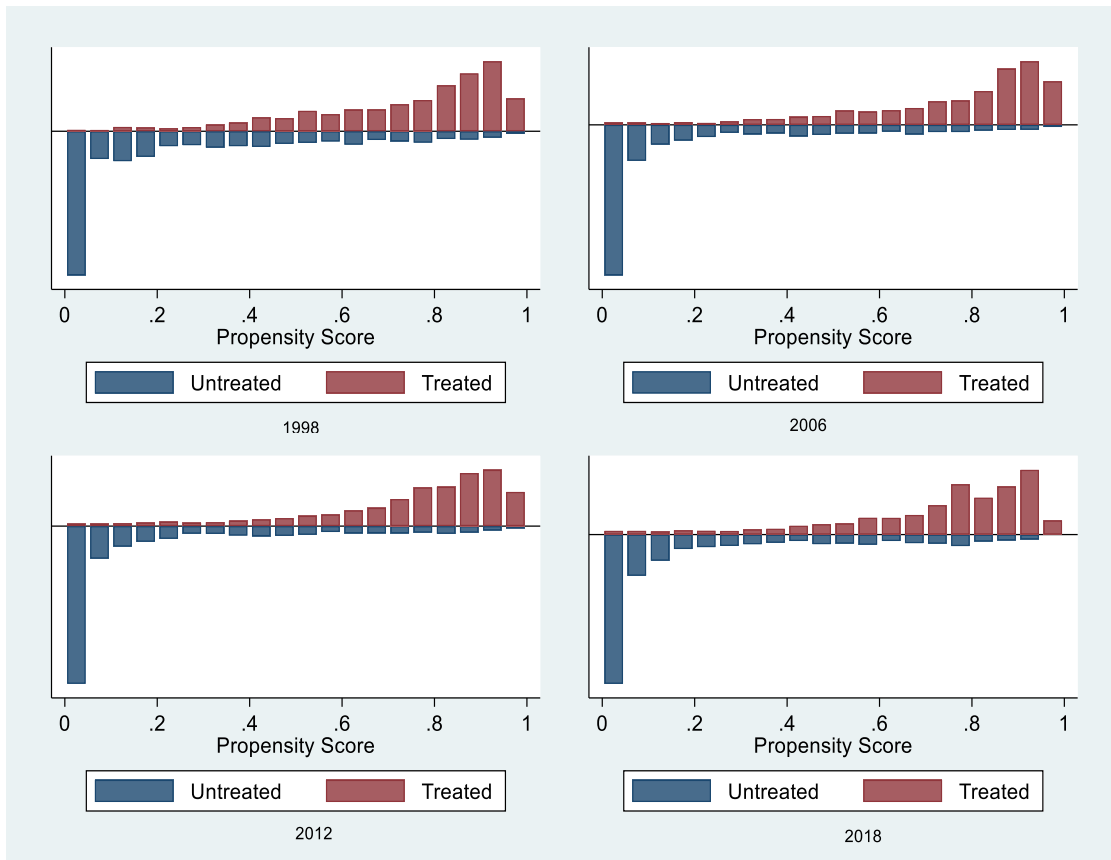 0 .2 .4 .6 .8 1
Propensity Score
Untreated Treated
1998
0 .2 .4 .6 .8 1
Propensity Score
Untreated Treated
2006
0 .2 .4 .6 .8 1
Propensity Score
Untreated Treated
2012
0 .2 .4 .6 .8 1
Propensity Score
Untreated Treated
2018